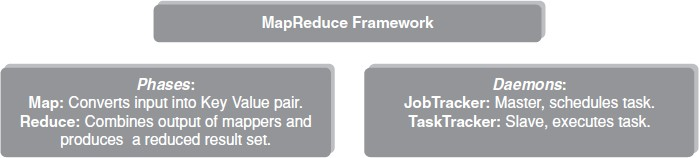 MapReduce Framework
Phases:
Map: Converts input into Key Value pair.
Reduce: Combines output of mappers and
produces a reduced result set.
Daemons:
JobTracker: Master, schedules task.
TaskTracker: Slave, executes task.